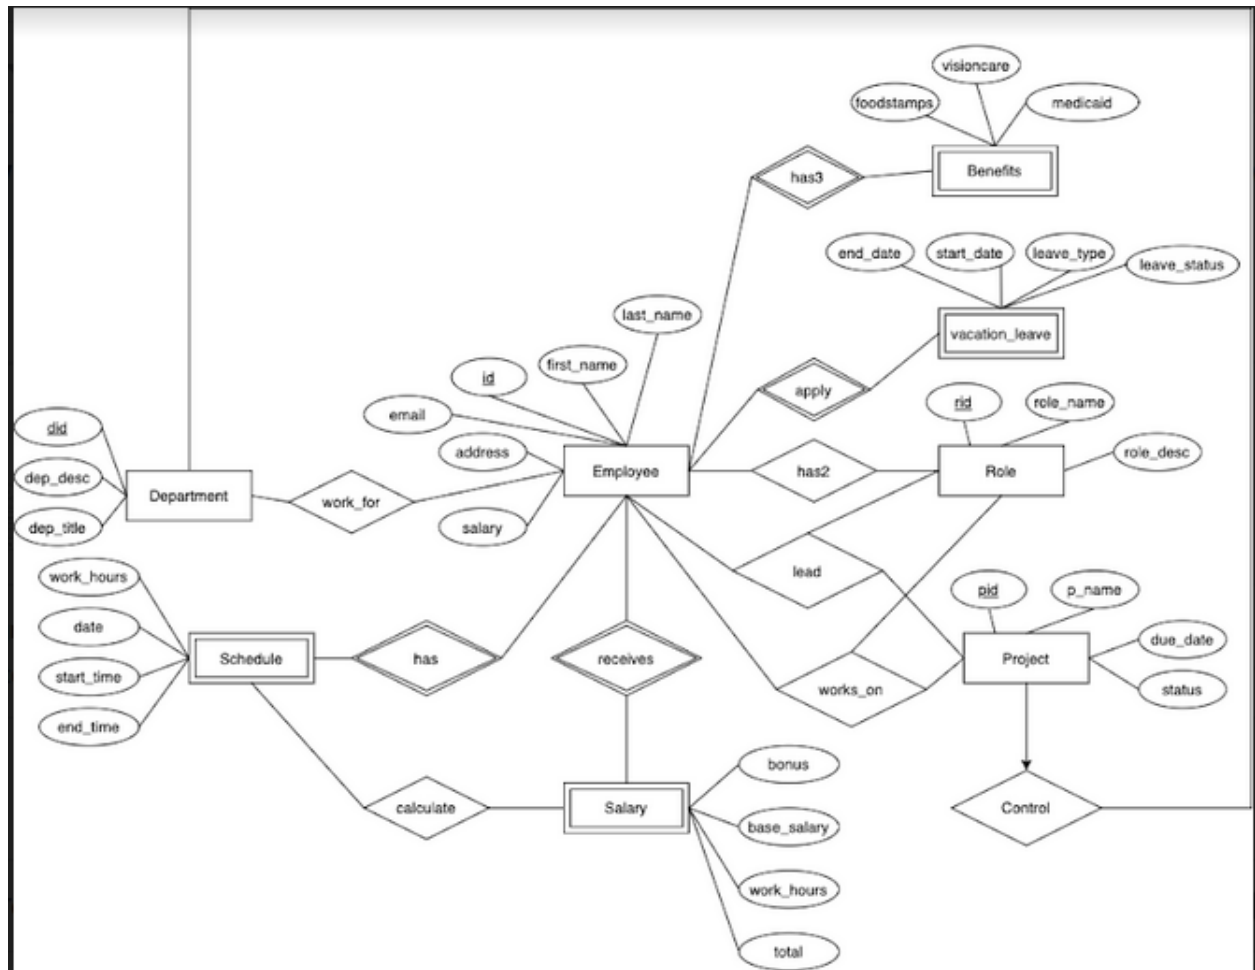 visioncare
foodstamps
medicaid
has3
Benefits
end_date
start_date
leave_type
leave_status
last_name
vacation_leave
first_name
id
apply
email
rid
role_name
did
address
role_desc
dep_desc
Employee
has2
Role
Department
work_for
dep_title
salary
work_hours
lead
pid
p_name
date
due_date
Schedule
has
receives
Project
start_time
works_on
status
end_time
bonus
calculate
Salary
Control
base_salary
work_hours
total